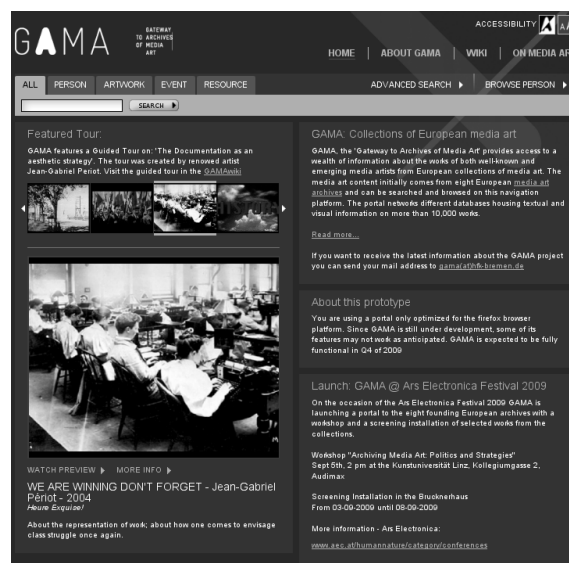 ACCESSIBILITY
GAMA
GATEWAY
TO ARCHIVES
OF MEDIA
ART
HOME | ABOUT GAMA | WIKI | ON MEDIA AR
ALL PERSON ARTWORK EVENT RESOURCE ADVANCED SEARCH BROWSE PERSON
SEARCH
Featured Tour:
GAMA features a Guided Tour on: 'The Documentation as an
aesthetic strategy'. The tour was created by renowed artist
Jean-Gabriel Periot. Visit the guided tour in the GAMAwiki
WATCH PREVIEW MORE INFO
WE ARE WINNING DON'T FORGET - Jean-Gabriel
Périot - 2004
Heure Exquise!
About the representation of work; about how one comes to envisage
class struggle once again.
GAMA: Collections of European media art
GAMA, the 'Gateway to Archives of Media Art' provides access to a
wealth of information about the works of both well-known and
emerging media artists from European collections of media art. The
media art content initially comes from eight European media art
archives and can be searched and browsed on this navigation
platform. The portal networks different databases housing textual and
visual information on more than 10,000 works.
Read more...
If you want to receive the latest information about the GAMA project
you can send your mail address to gama(at)hfk-bremen.de
About this prototype
You are using a portal only optimized for the firefox browser
platform. Since GAMA is still under development, some of its
features may not work as anticipated. GAMA is expected to be fully
functional in Q4 of 2009
Launch: GAMA @ Ars Electronica Festival 2009
On the occasion of the Ars Electronica Festival 2009 GAMA is
launching a portal to the eight founding European archives with a
workshop and a screening installation of selected works from the
collections.
Workshop "Archiving Media Art: Politics and Strategies"
Sept 5th, 2 pm at the Kunstuniversität Linz, Kollegiumgasse 2,
Audimax
Screening Installation in the Brucknerhaus
From 03-09-2009 until 08-09-2009
More information - Ars Electronica:
www.aec.at/humannature/category/conferences